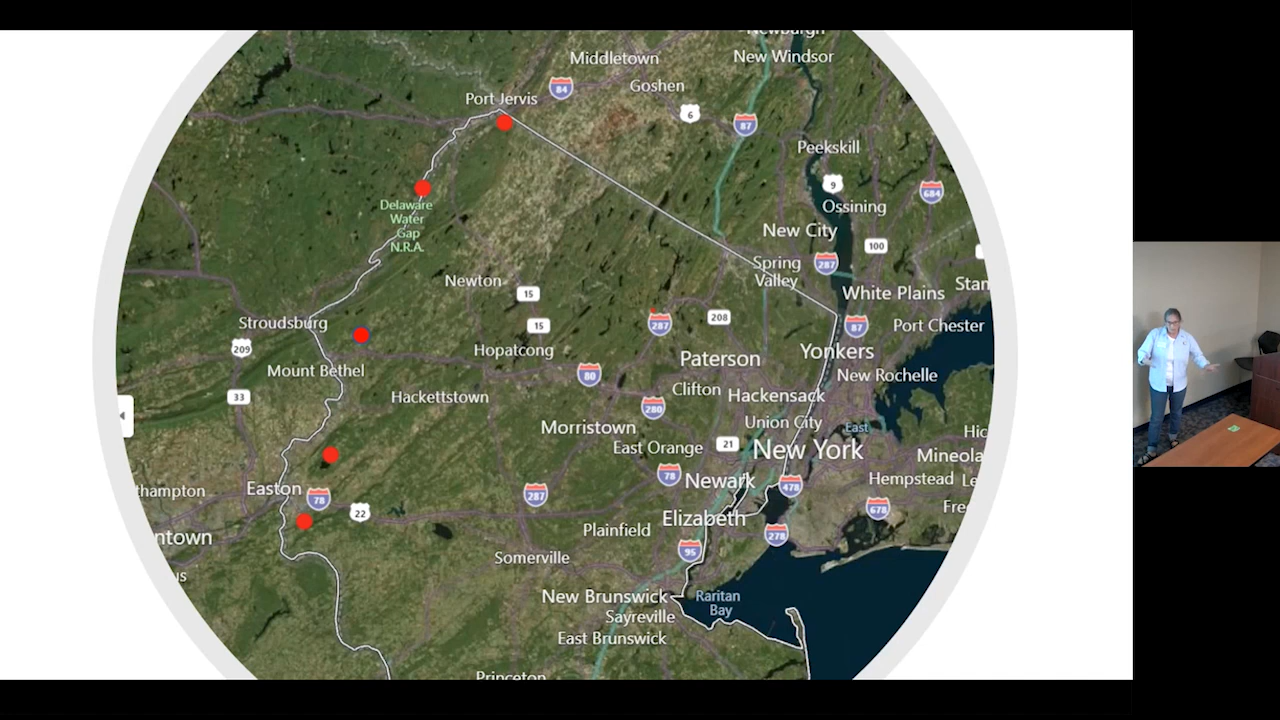 Newburgh
Middletown
New Windsor
Goshen
84
Port Jervis
6
87
Peekskill
9
684
Delaware
Water
Gap
N.R.A.
Ossining
New City
100
Spring
Valley
287
Newton
15
White Plains
Stam
Stroudsburg
15
287
208
87
Port Chester
209
Hopatcong
Paterson
Yonkers
Mount Bethel
80
New Rochelle
33
Hackettstown
Clifton
Hackensack
280
Union City
Morristown
East
East Orange
21
New York
Hic
Mineola
78
Newark
Hempstead
Le
thampton
Easton
78
287
478
22
678
Fre
Elizabeth
Plainfield
278
ntown
95
Somerville
us
New Brunswick
Raritan
Bay
Sayreville
East Brunswick
Princeton